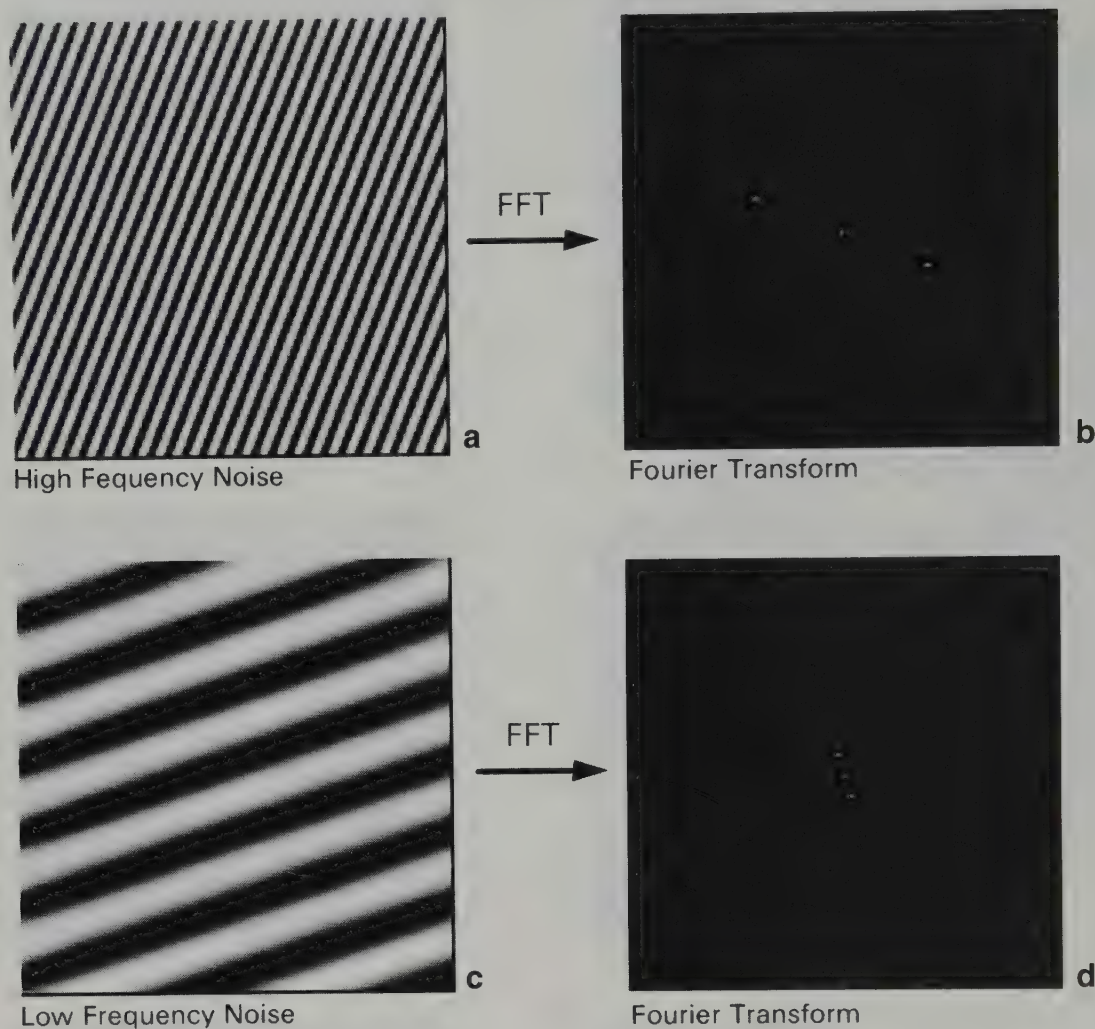 FFT
a
b
High Fequency Noise
Fourier Transform
FFT
c
d
Low Frequency Noise
Fourier Transform